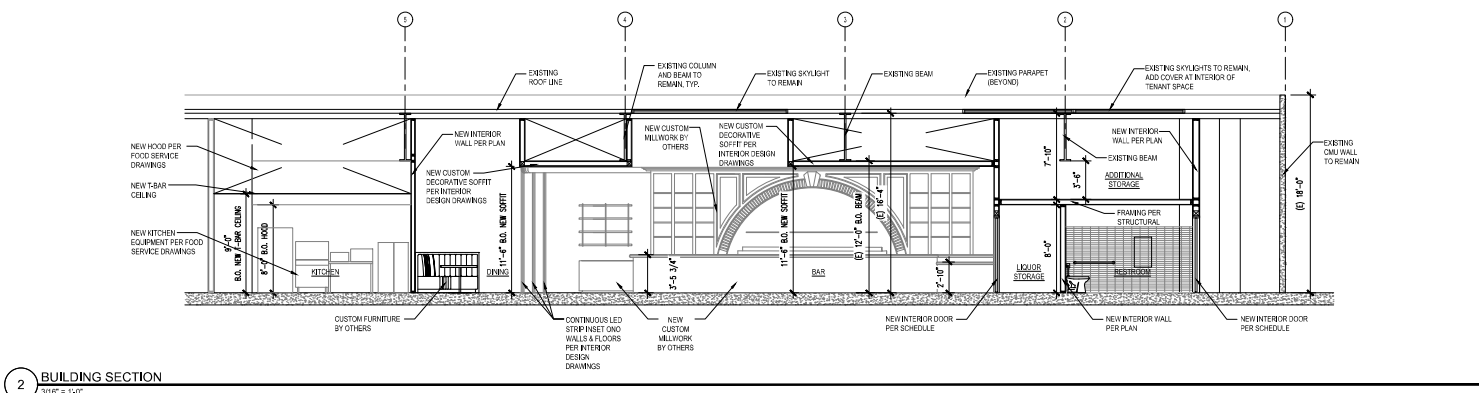 5
4
3
2
1
EXISTING
ROOF LINE
EXISTING COLUMN
AND BEAM TO
REMAIN, TYP.
EXISTING SKYLIGHT
TO REMAIN
EXISTING BEAM
EXISTING PARAPET
(BEYOND)
EXISTING SKYLIGHTS TO REMAIN,
ADD COVER AT INTERIOR OF
TENANT SPACE
NEW HOOD PER
FOOD SERVICE
DRAWINGS
NEW T-BAR
CEILING
NEW KITCHEN
EQUIPMENT PER FOOD
SERVICE DRAWINGS
NEW INTERIOR
WALL PER PLAN
NEW CUSTOM
DECORATIVE SOFFIT
PER INTERIOR
DESIGN DRAWINGS
NEW CUSTOM
MILLWORK BY
OTHERS
NEW CUSTOM
DECORATIVE
SOFFIT PER
INTERIOR DESIGN
DRAWINGS
EXISTING BEAM
ADDITIONAL
STORAGE
NEW INTERIOR
WALL PER PLAN
EXISTING
CMU WALL
TO REMAIN
FRAMING PER
STRUCTURAL
9'-0"
B.O. NEW T-BAR CEILING
B.O. HOOD
11'-6" B.O. NEW SOFFIT
3'-5 3/4"
11'-6" B.O. NEW SOFFIT
(E) 12'-0" B.O. BEAM
(E) 16'-4"
2'-10"
7'-10"
3'-6"
8'-0"
(E) 18'-0"
KITCHEN
DINING
BAR
LIQUOR
STORAGE
RESTROOM
CUSTOM FURNITURE
BY OTHERS
CONTINUOUS LED
STRIP INSET ONO
WALLS & FLOORS
PER INTERIOR
DESIGN
DRAWINGS
NEW
CUSTOM
MILLWORK
BY OTHERS
NEW INTERIOR DOOR
PER SCHEDULE
NEW INTERIOR WALL
PER PLAN
NEW INTERIOR DOOR
PER SCHEDULE
2
BUILDING SECTION
3/16" = 1'-0"